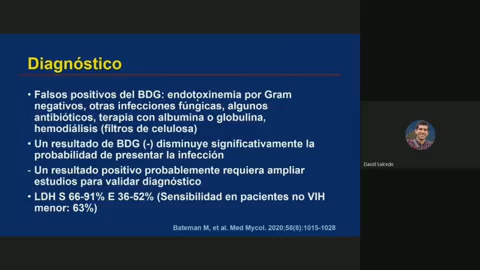 Diagnóstico
• Falsos positivos del BDG: endotoxinemia por Gram
negativos, otras infecciones fúngicas, algunos
antibióticos, terapia con albumina o globulina,
hemodiálisis (filtros de celulosa)
• Un resultado de BDG (-) disminuye significativamente la
probabilidad de presentar la infección
- Un resultado positivo probablemente requiera ampliar
estudios para validar diagnóstico
• LDH S 66-91% E 36-52% (Sensibilidad en pacientes no VIH
menor: 63%)
Bateman M, et al. Med Mycol. 2020;58(8):1015-1028
David Salcedo